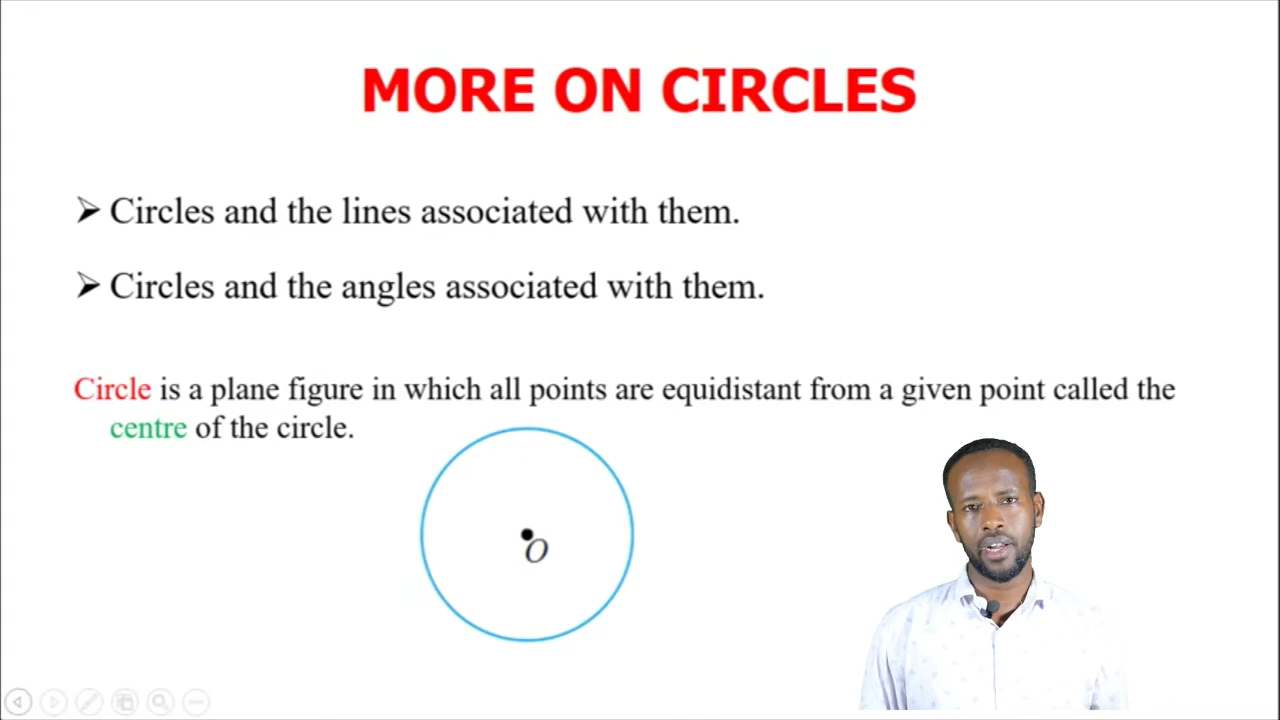 MORE ON CIRCLES
➢ Circles and the lines associated with them.
➢ Circles and the angles associated with them.
Circle is a plane figure in which all points are equidistant from a given point called the
centre of the circle.
O